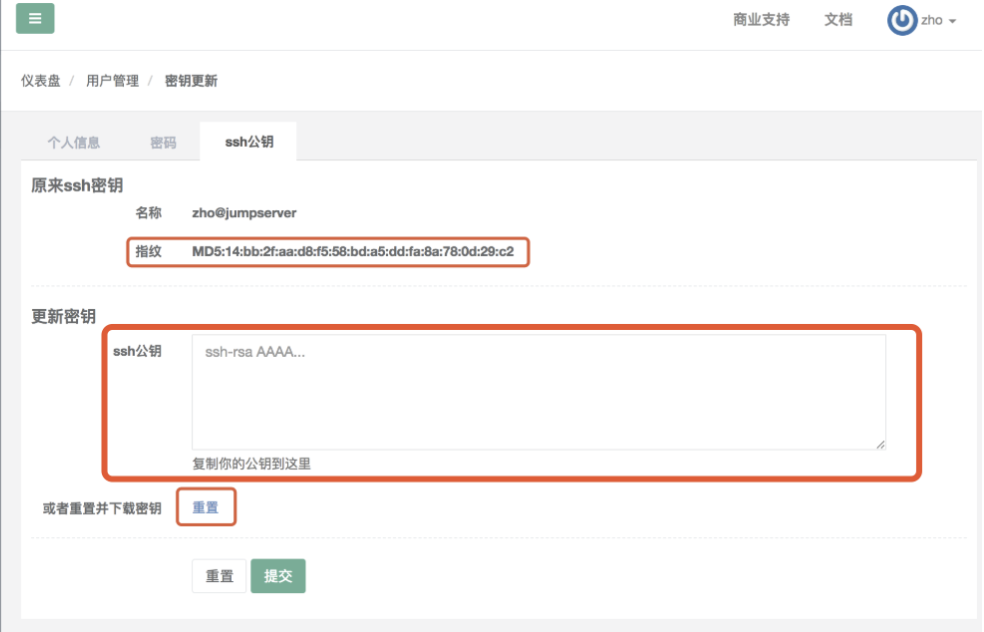 商业支持 文档 zho
仪表盘 / 用户管理 / 密钥更新
个人信息 密码 ssh公钥
原来ssh密钥
名称 zho@jumpserver
指纹 MD5:14:bb:2f:aa:d8:f5:58:bd:a5:dd:fa:8a:78:0d:29:c2
更新密钥
ssh公钥 ssh-rsa AAAA...
复制你的公钥到这里
或者重置并下载密钥 重置
重置 提交